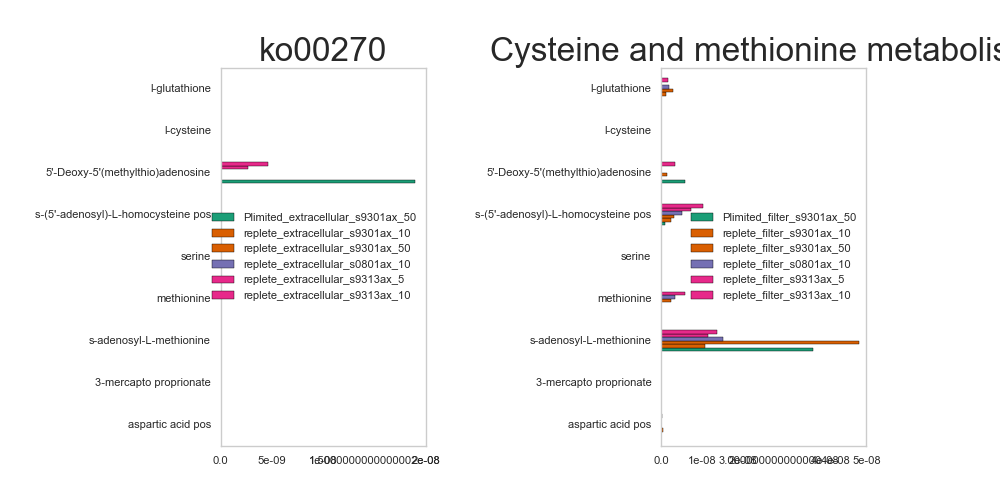 ko00270
Cysteine and methionine metabolis
l-glutathione
l-cysteine
5'-Deoxy-5'(methylthio)adenosine
s-(5'-adenosyl)-L-homocysteine pos
serine
methionine
s-adenosyl-L-methionine
3-mercapto proprionate
aspartic acid pos
Plimited_extracellular_s9301ax_50
replete_extracellular_s9301ax_10
replete_extracellular_s9301ax_50
replete_extracellular_s0801ax_10
replete_extracellular_s9313ax_5
replete_extracellular_s9313ax_10
0.0
5e-09
2e-08
l-glutathione
l-cysteine
5'-Deoxy-5'(methylthio)adenosine
s-(5'-adenosyl)-L-homocysteine pos
serine
methionine
s-adenosyl-L-methionine
3-mercapto proprionate
aspartic acid pos
Plimited_filter_s9301ax_50
replete_filter_s9301ax_10
replete_filter_s9301ax_50
replete_filter_s0801ax_10
replete_filter_s9313ax_5
replete_filter_s9313ax_10
0.0
1e-08
5e-08